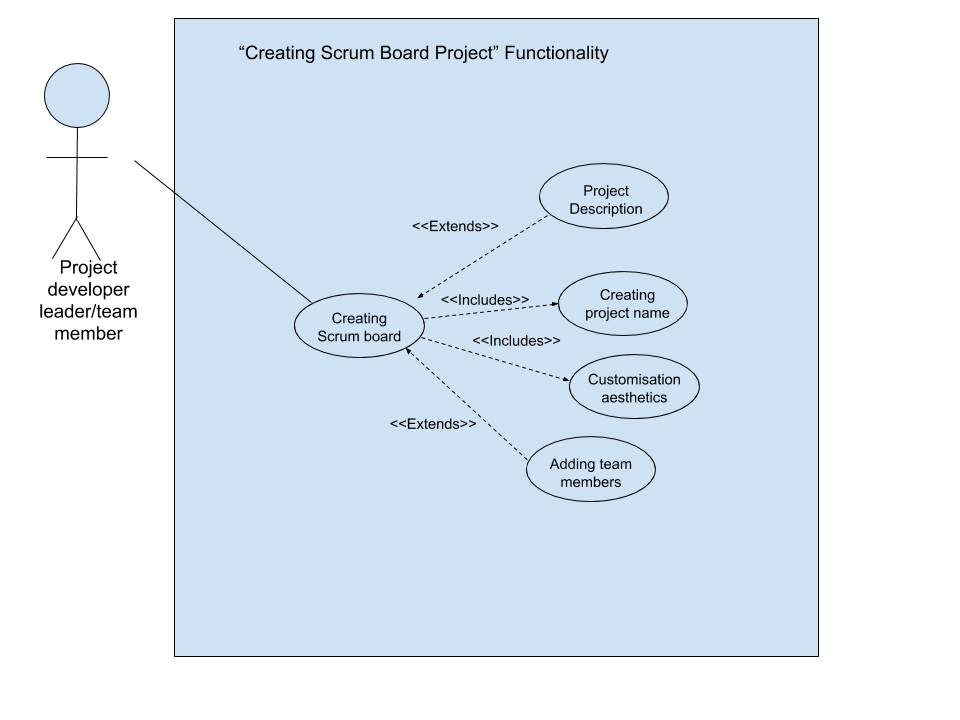 “Creating Scrum Board Project” Functionality
Project
Description
<<Extends>>
<<Includes>>
Creating
project name
Creating
Scrum board
<<Includes>>
Customisation
aesthetics
<<Extends>>
Adding team
members
Project
developer
leader/team
member